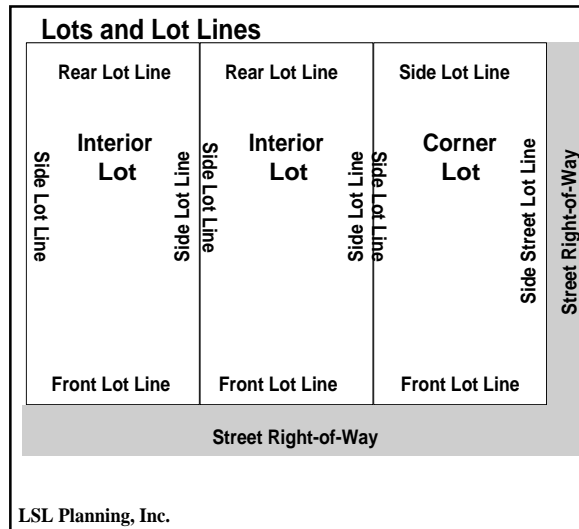 Lots and Lot Lines
Rear Lot Line
Rear Lot Line
Side Lot Line
Interior
Lot
Interior
Lot
Corner
Lot
Side Lot Line
Side Lot Line
Side Lot Line
Side Lot Line
Side Lot Line
Side Street Lot Line
Street Right-of-Way
Front Lot Line
Front Lot Line
Front Lot Line
Street Right-of-Way
LSL Planning, Inc.